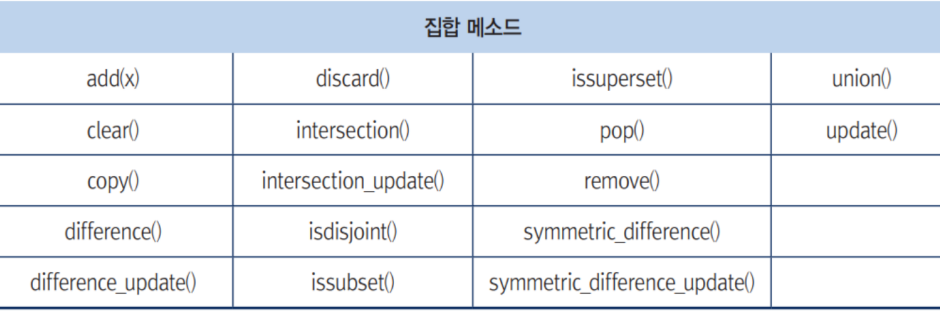 집합 메소드
add(x) discard() issuperset() union()
clear() intersection() pop() update()
copy() intersection_update() remove()
difference() isdisjoint() symmetric_difference()
difference_update() issubset() symmetric_difference_update()